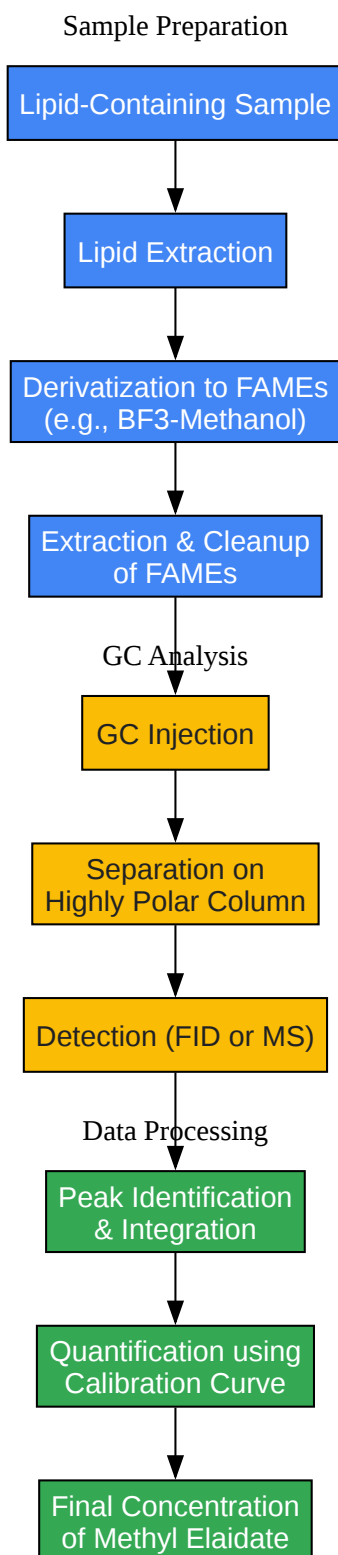 Sample Preparation
Lipid-Containing Sample
Lipid Extraction
Derivatization to FAMEs
(e.g., BF3-Methanol)
Extraction & Cleanup
of FAMEs
GC Analysis
GC Injection
Separation on
Highly Polar Column
Detection (FID or MS)
Data Processing
Peak Identification
& Integration
Quantification using
Calibration Curve
Final Concentration
of Methyl Elaidate